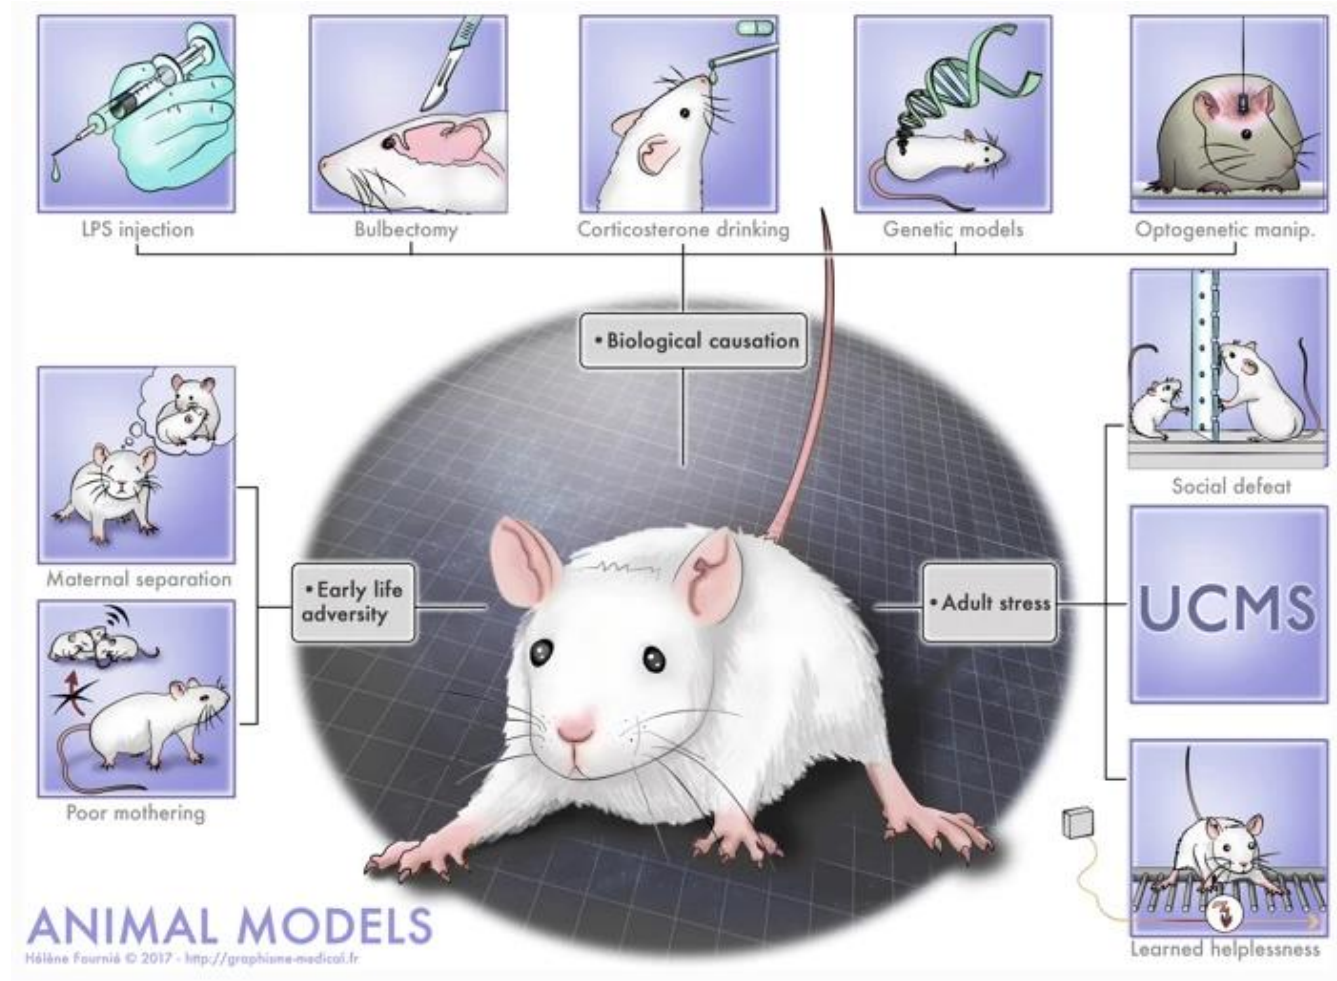 LPS injection
Bulbectomy
Corticosterone drinking
Genetic models
Optogenetic manip.
• Biological causation
Social defeat
Maternal separation
• Early life
adversity
• Adult stress
UCMS
Poor mothering
Learned helplessness
ANIMAL MODELS
Hélène Fournié © 2017 - http://graphisme-medical.fr